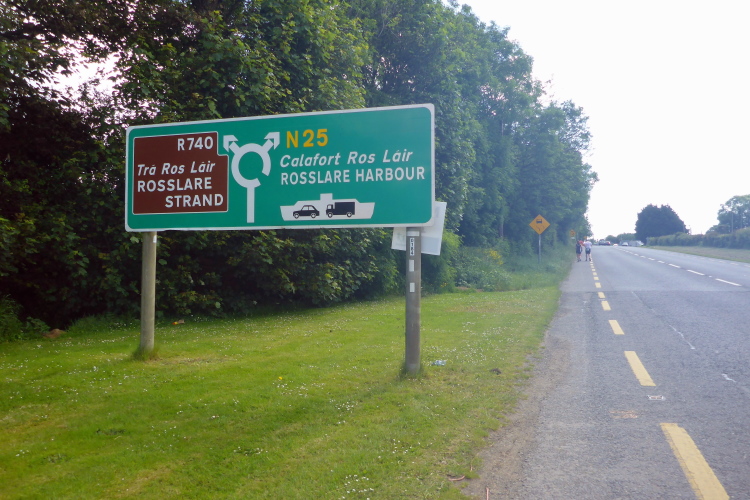 R740
Trá Ros Láir
ROSSLARE
STRAND
N25
Calafort Ros Láir
ROSSLARE HARBOUR